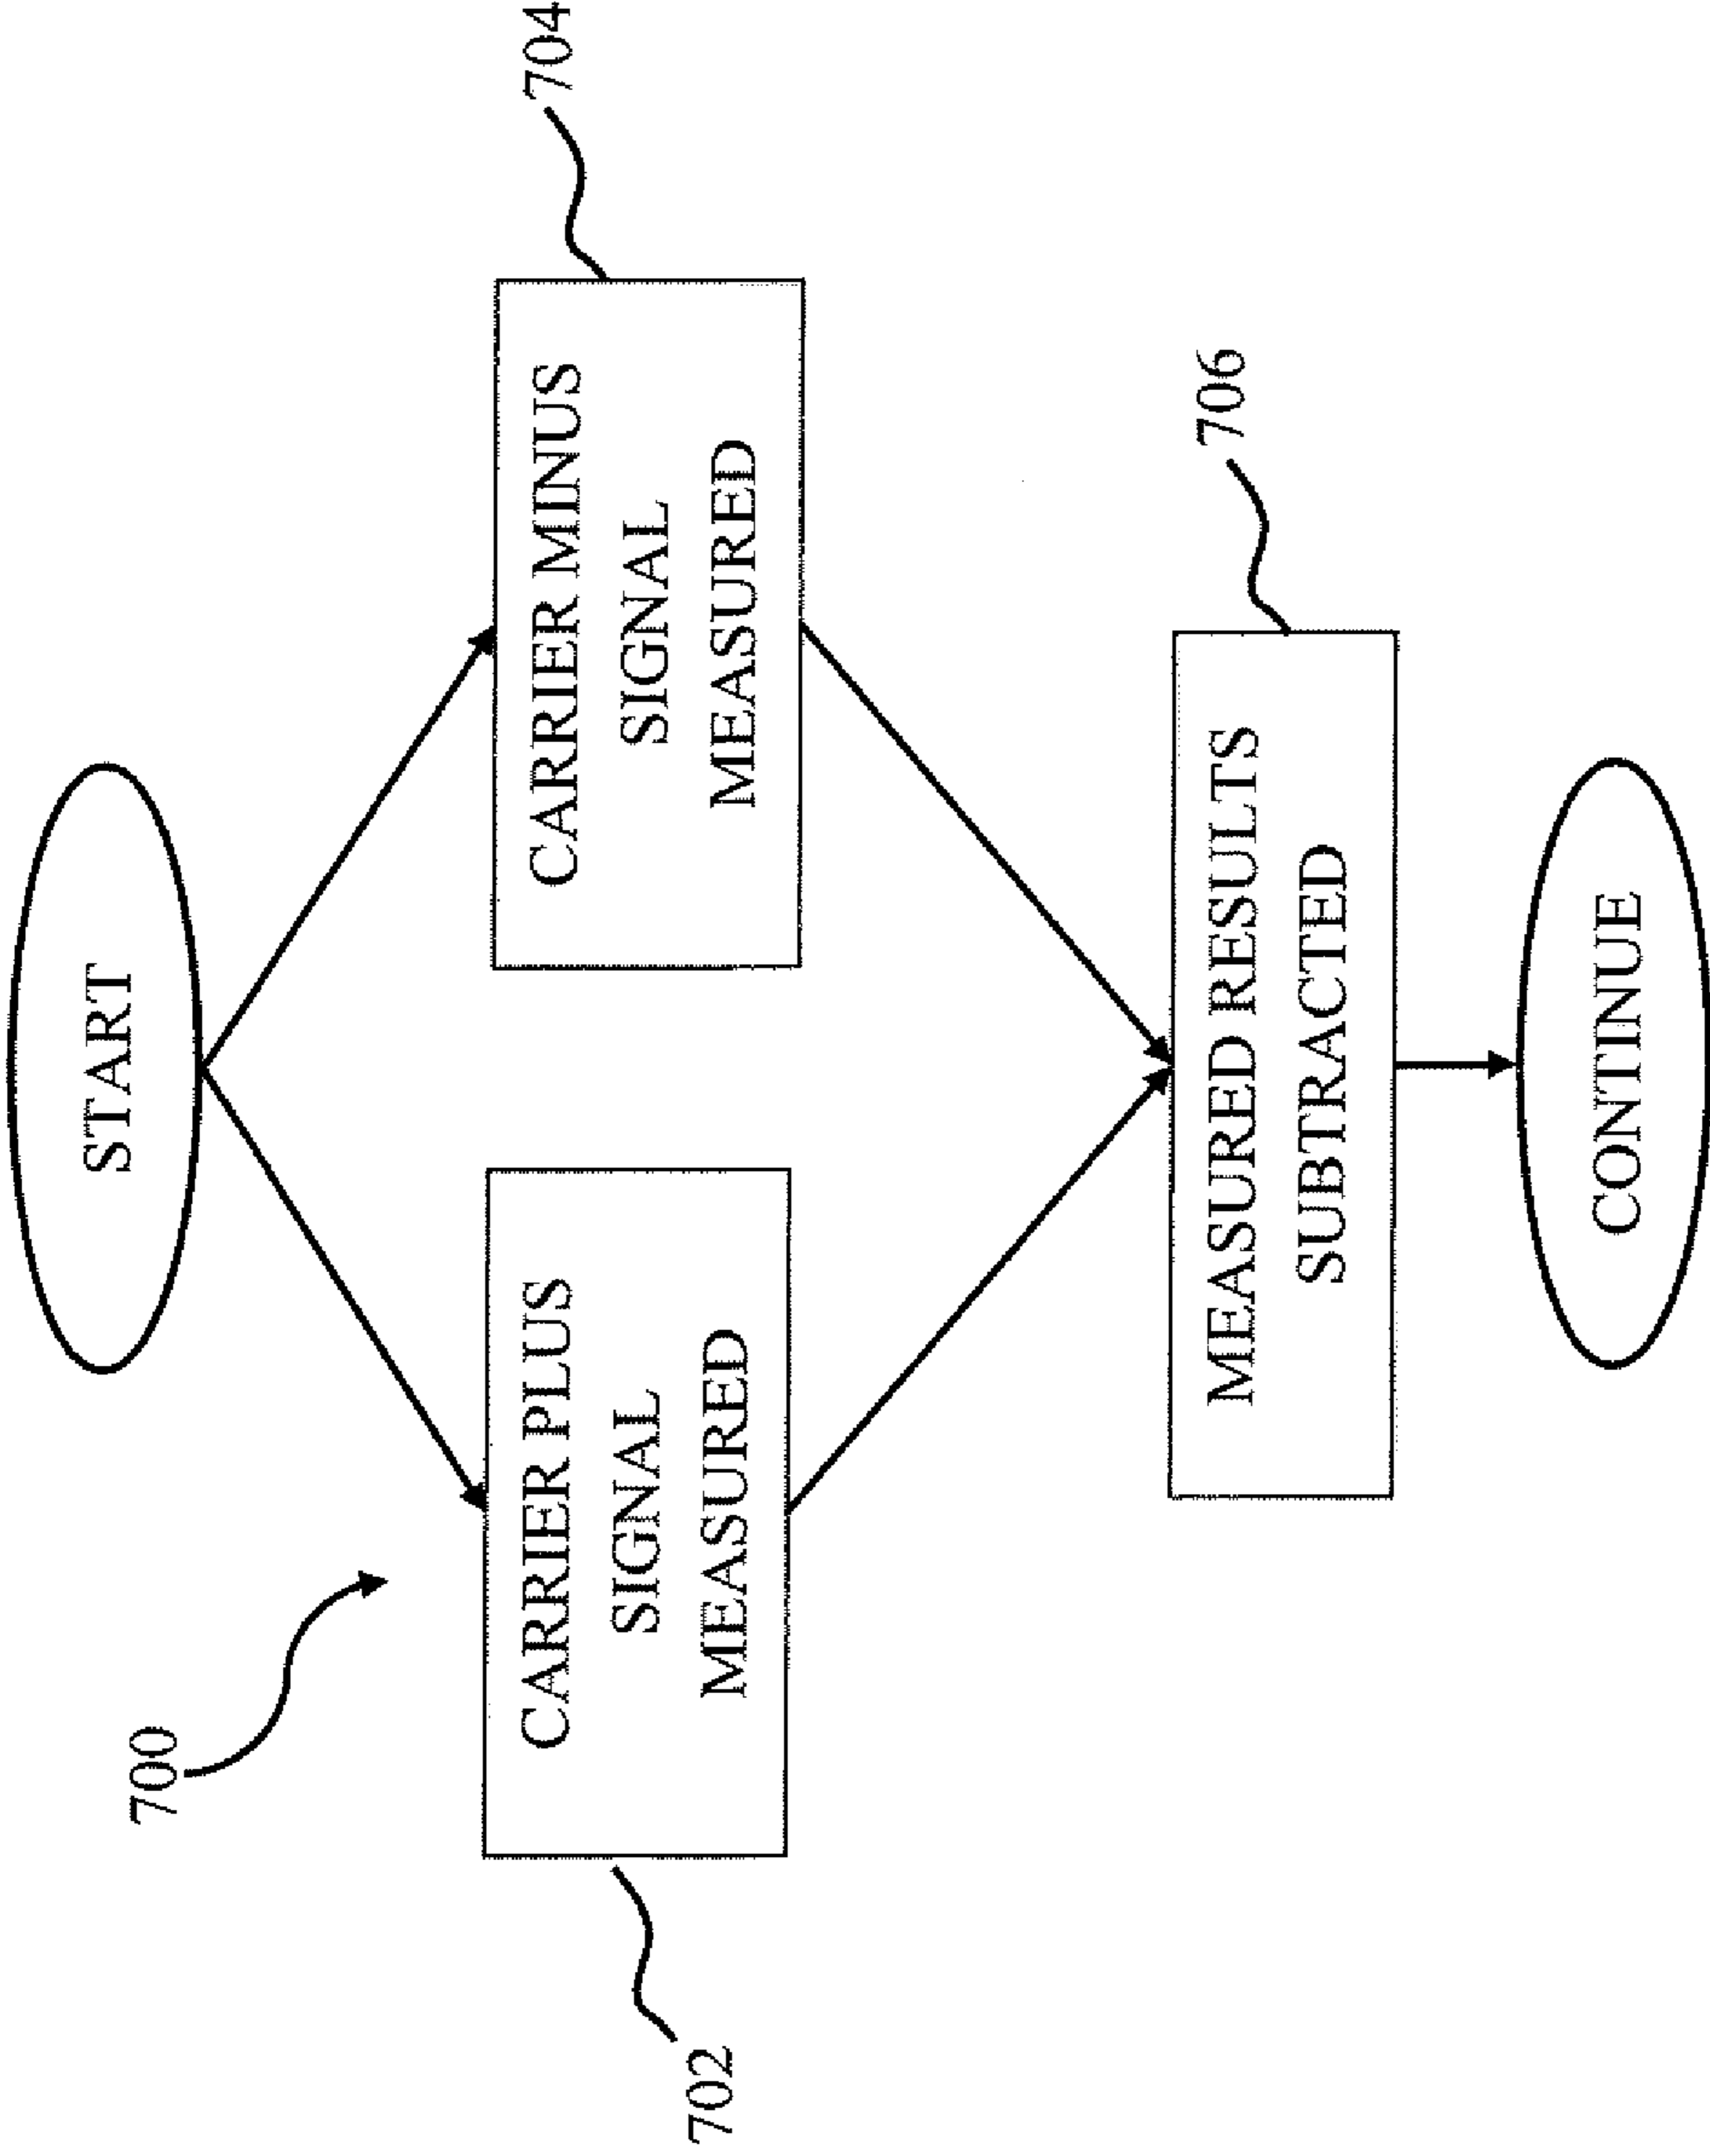 START
700
704
CARRIER PLUS
SIGNAL
MEASURED
CARRIER MINUS
SIGNAL
MEASURED
702
706
MEASURED RESULTS
SUBTRACTED
CONTINUE